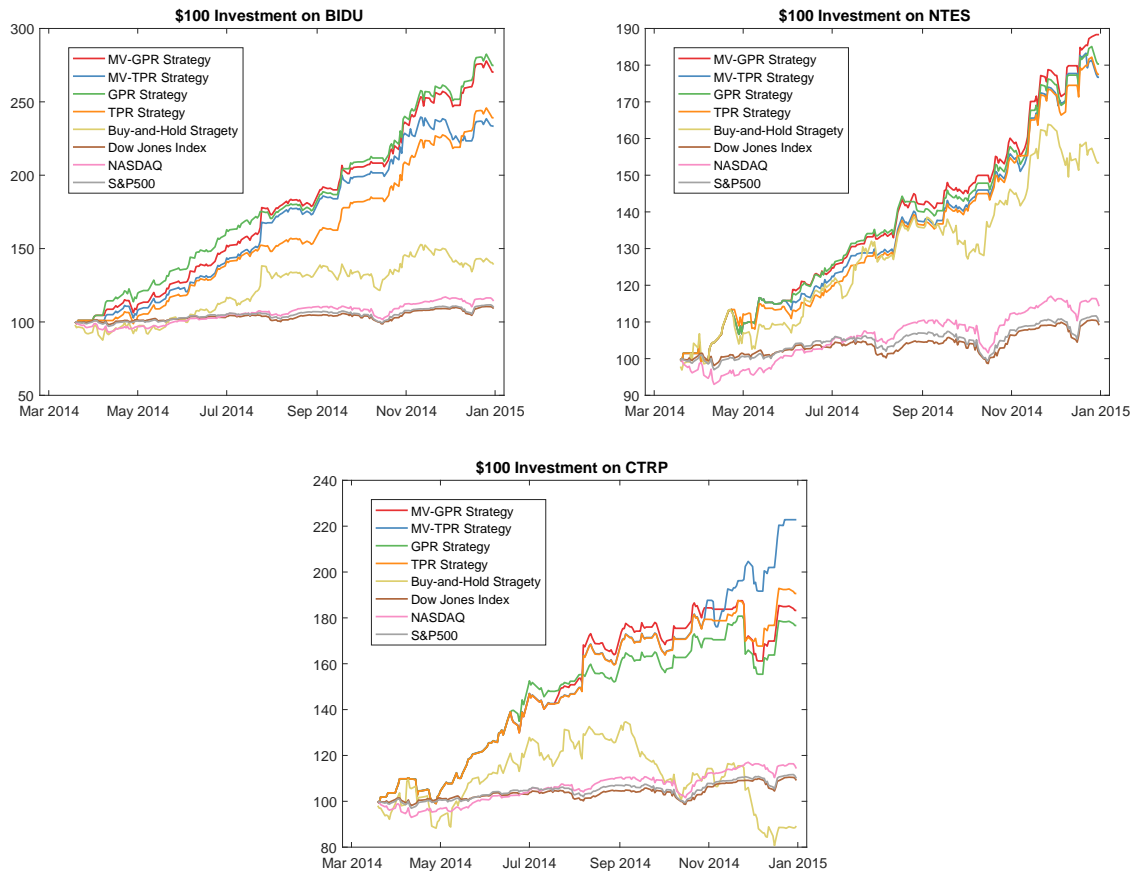 $100 Investment on BIDU
300
250
200
150
100
50
MV-GPR Strategy
MV-TPR Strategy
GPR Strategy
TPR Strategy
Buy-and-Hold Stragety
Dow Jones Index
NASDAQ
S&P500
Mar 2014 May 2014 Jul 2014 Sep 2014 Nov 2014 Jan 2015
$100 Investment on NTES
190
180
170
160
150
140
130
120
110
100
90
MV-GPR Strategy
MV-TPR Strategy
GPR Strategy
TPR Strategy
Buy-and-Hold Stragety
Dow Jones Index
NASDAQ
S&P500
Mar 2014 May 2014 Jul 2014 Sep 2014 Nov 2014 Jan 2015
$100 Investment on CTRP
240
220
200
180
160
140
120
100
80
MV-GPR Strategy
MV-TPR Strategy
GPR Strategy
TPR Strategy
Buy-and-Hold Stragety
Dow Jones Index
NASDAQ
S&P500
Mar 2014 May 2014 Jul 2014 Sep 2014 Nov 2014 Jan 2015